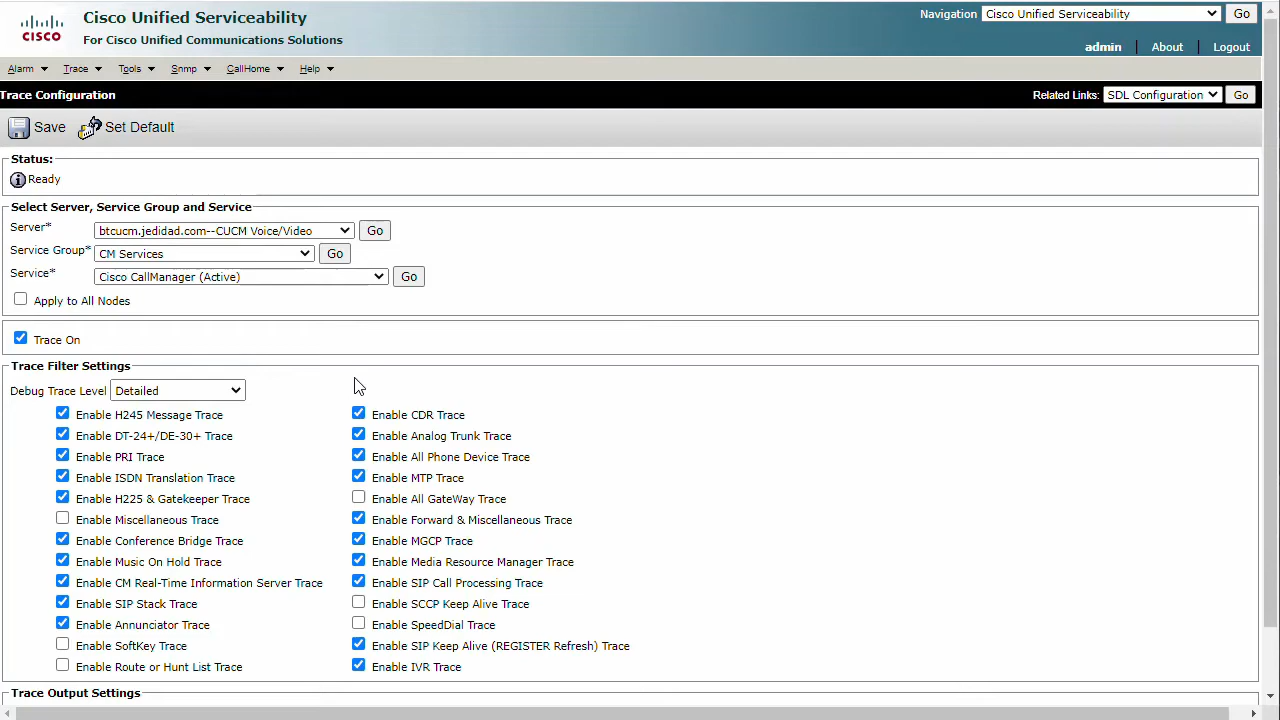 Cisco Unified Serviceability
For Cisco Unified Communications Solutions
CISCO
Navigation Cisco Unified Serviceability Go
admin About Logout
Alarm Trace Tools Snmp CallHome Help
Trace Configuration
Related Links: SDL Configuration Go
Save Set Default
Status:
Ready
Select Server, Service Group and Service
Server* btcucm.jedidad.com--CUCM Voice/Video Go
Service Group* CM Services Go
Service* Cisco CallManager (Active) Go
Apply to All Nodes
Trace On
Trace Filter Settings
Debug Trace Level Detailed
Enable H245 Message Trace Enable CDR Trace
Enable DT-24+/DE-30+ Trace Enable Analog Trunk Trace
Enable PRI Trace Enable All Phone Device Trace
Enable ISDN Translation Trace Enable MTP Trace
Enable H225 & Gatekeeper Trace Enable All GateWay Trace
Enable Miscellaneous Trace Enable Forward & Miscellaneous Trace
Enable Conference Bridge Trace Enable MGCP Trace
Enable Music On Hold Trace Enable Media Resource Manager Trace
Enable CM Real-Time Information Server Trace Enable SIP Call Processing Trace
Enable SIP Stack Trace Enable SCCP Keep Alive Trace
Enable Annunciator Trace Enable SpeedDial Trace
Enable SoftKey Trace Enable SIP Keep Alive (REGISTER Refresh) Trace
Enable Route or Hunt List Trace Enable IVR Trace
Trace Output Settings